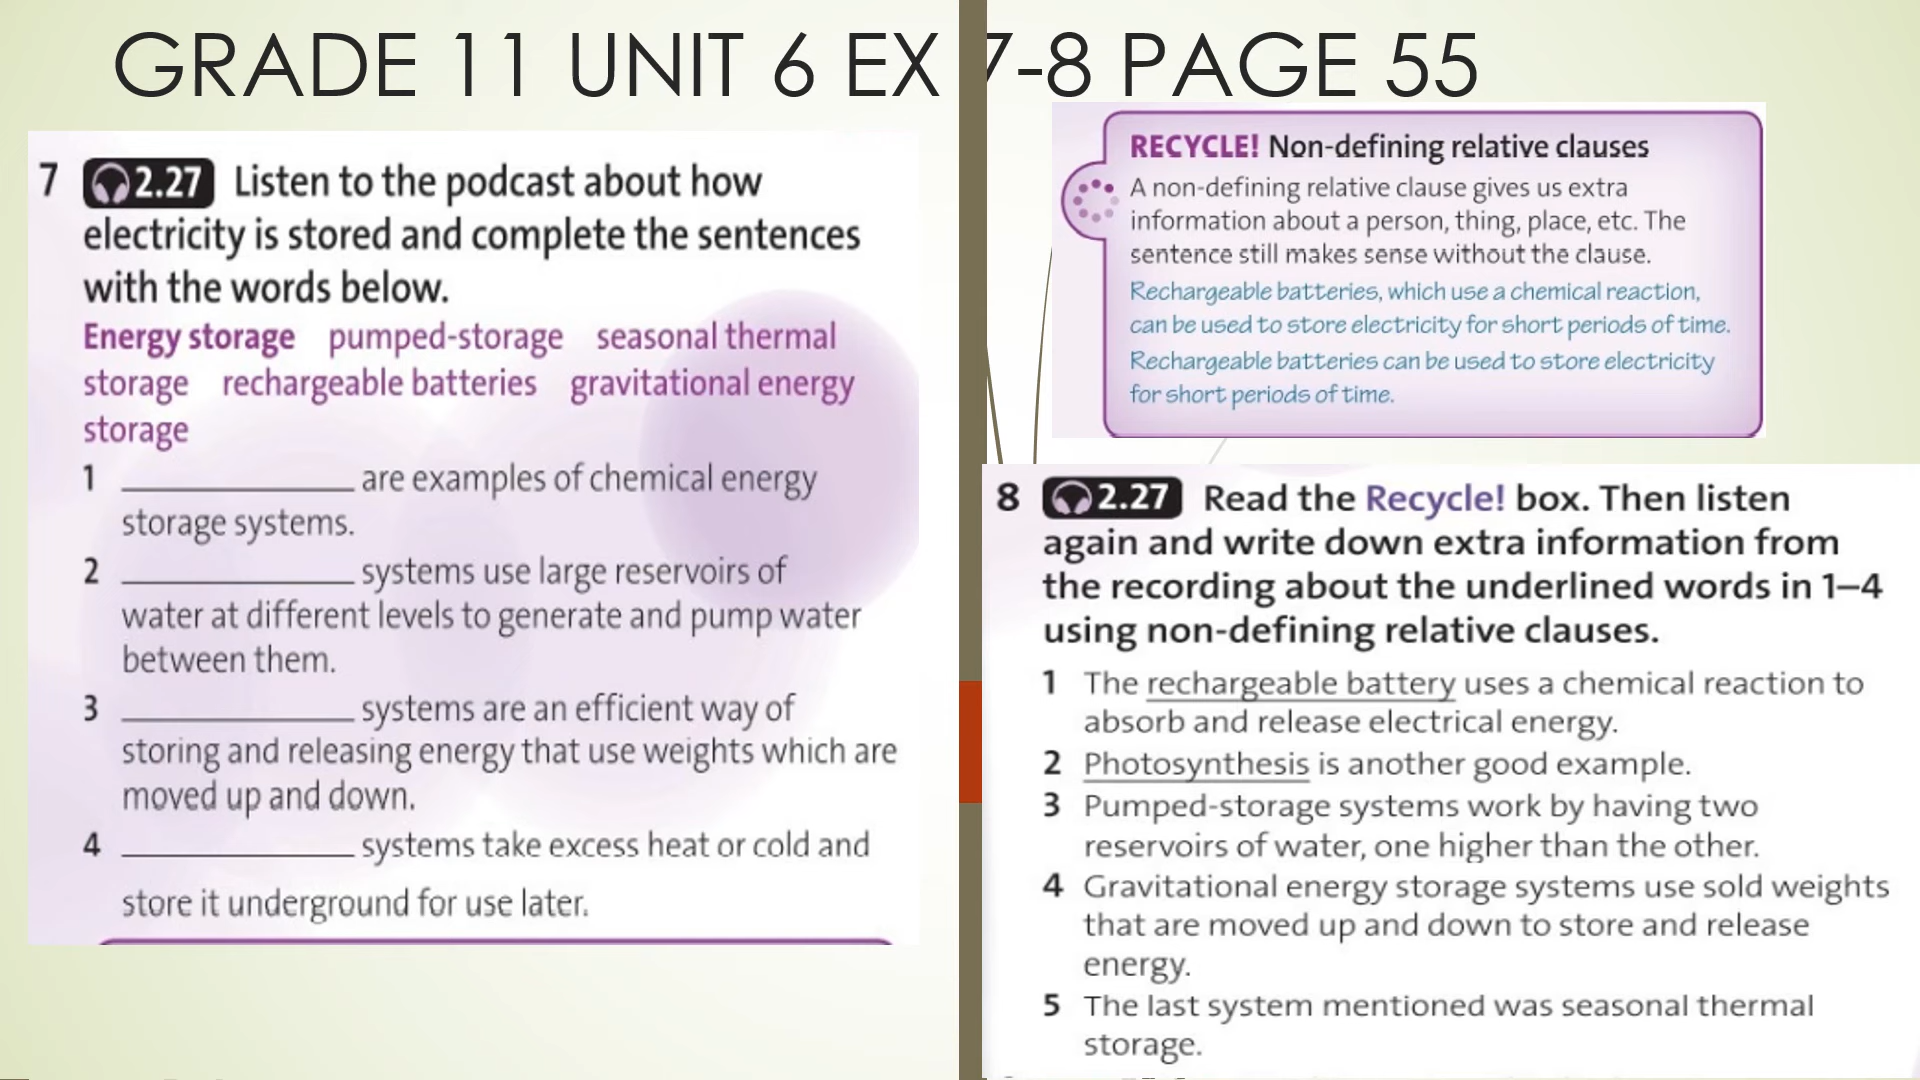 GRADE 11 UNIT 6 EX 7-8 PAGE 55
7 2.27 Listen to the podcast about how
electricity is stored and complete the sentences
with the words below.
Energy storage pumped-storage seasonal thermal
storage rechargeable batteries gravitational energy
storage
1 ______________ are examples of chemical energy
storage systems.
2 ______________ systems use large reservoirs of
water at different levels to generate and pump water
between them.
3 ______________ systems are an efficient way of
storing and releasing energy that use weights which are
moved up and down.
4 ______________ systems take excess heat or cold and
store it underground for use later.
RECYCLE! Non-defining relative clauses
A non-defining relative clause gives us extra
information about a person, thing, place, etc. The
sentence still makes sense without the clause.
Rechargeable batteries, which use a chemical reaction,
can be used to store electricity for short periods of time.
Rechargeable batteries can be used to store electricity
for short periods of time.
8 2.27 Read the Recycle! box. Then listen
again and write down extra information from
the recording about the underlined words in 1–4
using non-defining relative clauses.
1 The rechargeable battery uses a chemical reaction to
absorb and release electrical energy.
2 Photosynthesis is another good example.
3 Pumped-storage systems work by having two
reservoirs of water, one higher than the other.
4 Gravitational energy storage systems use sold weights
that are moved up and down to store and release
energy.
5 The last system mentioned was seasonal thermal
storage.